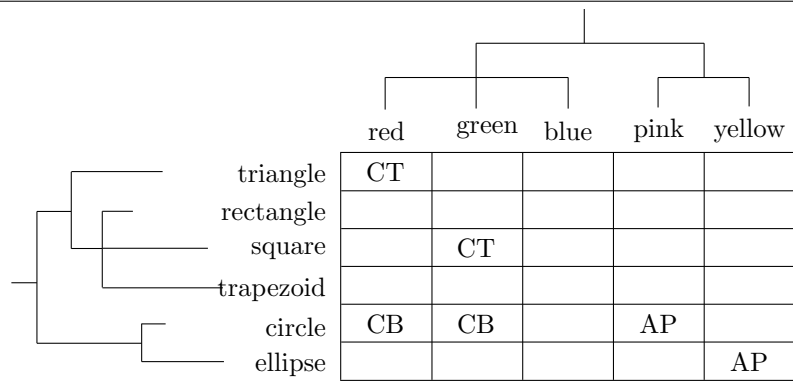 red green blue pink yellow
triangle CT
rectangle
square CT
trapezoid
circle CB CB AP
ellipse AP